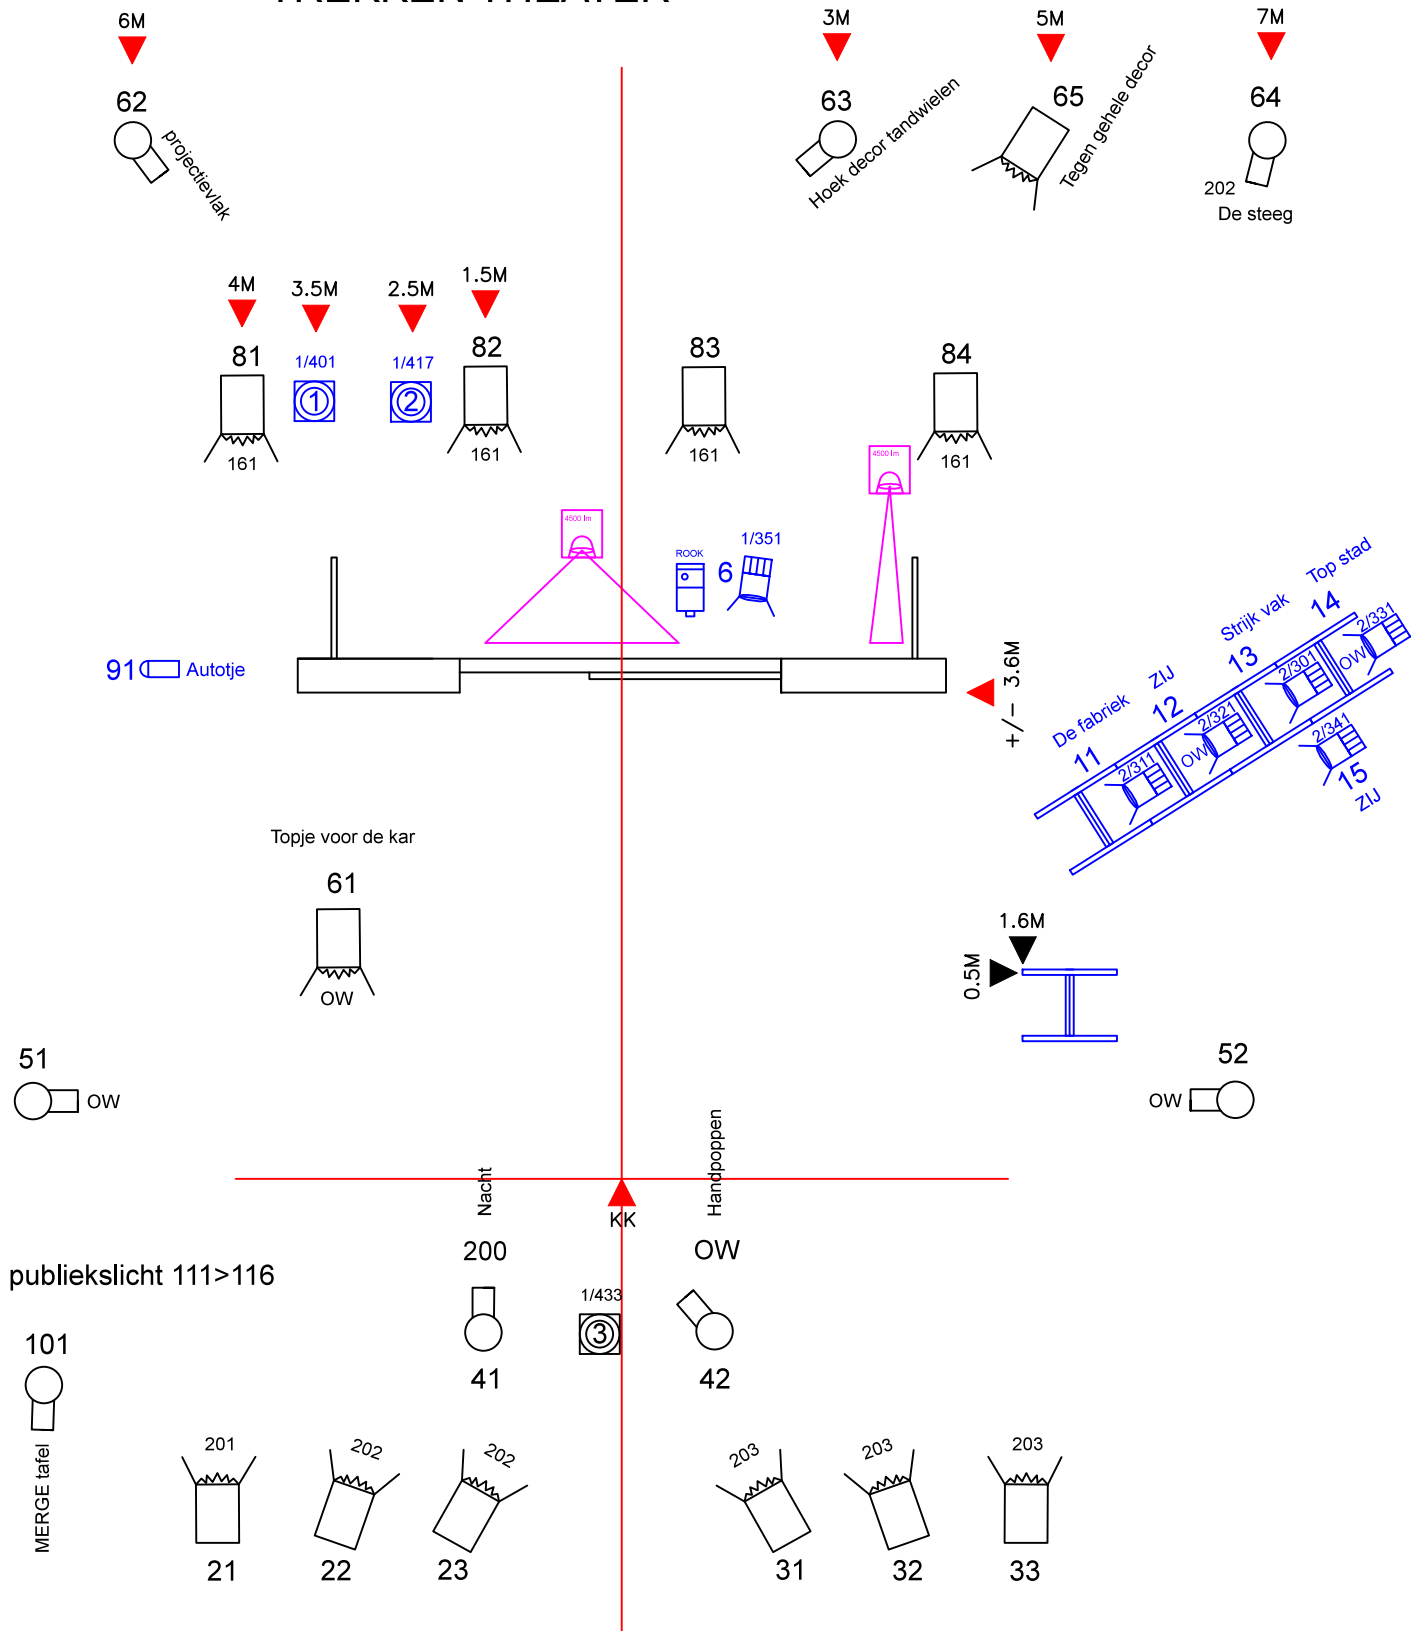 TREKKEN THEATER
6M
3M
5M
7M
62
63
65
64
projectievlak
Hoek decor tandwielen
Tegen gehele decor
202
De steeg
4M
3.5M
2.5M
1.5M
81
1/401
1/417
82
83
84
1
2
161
161
161
161
4500 lm
4500 lm
ROOK
6
1/351
91
Autotje
+/- 3.6M
De fabriek
11
2/311
ZIJ
12
2/321
OW
Strijk vak
13
2/301
Top stad
14
2/331
OW
2/341
15
ZIJ
Topje voor de kar
61
OW
1.6M
0.5M
51
OW
52
OW
Nacht
Handpoppen
KK
200
OW
publiekslicht 111>116
1/433
3
101
41
42
MERGE tafel
201
202
202
203
203
203
21
22
23
31
32
33